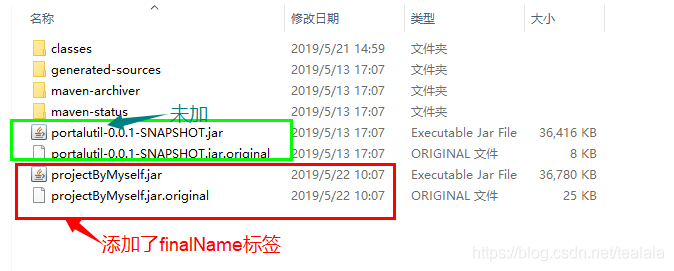 名称 修改日期 类型 大小
classes 2019/5/21 14:59 文件夹
generated-sources 2019/5/13 17:07 文件夹
maven-archiver 2019/5/13 17:07 文件夹
maven-status 2019/5/13 17:07 文件夹
未加
portalutil-0.0.1-SNAPSHOT.jar 2019/5/13 17:07 Executable Jar File 36,416 KB
portalutil-0.0.1-SNAPSHOT.jar.original 2019/5/13 17:07 ORIGINAL 文件 8 KB
projectByMyself.jar 2019/5/22 10:07 Executable Jar File 36,780 KB
projectByMyself.jar.original 2019/5/22 10:07 ORIGINAL 文件 25 KB
添加了finalName标签
https://blog.csdn.net/tealala